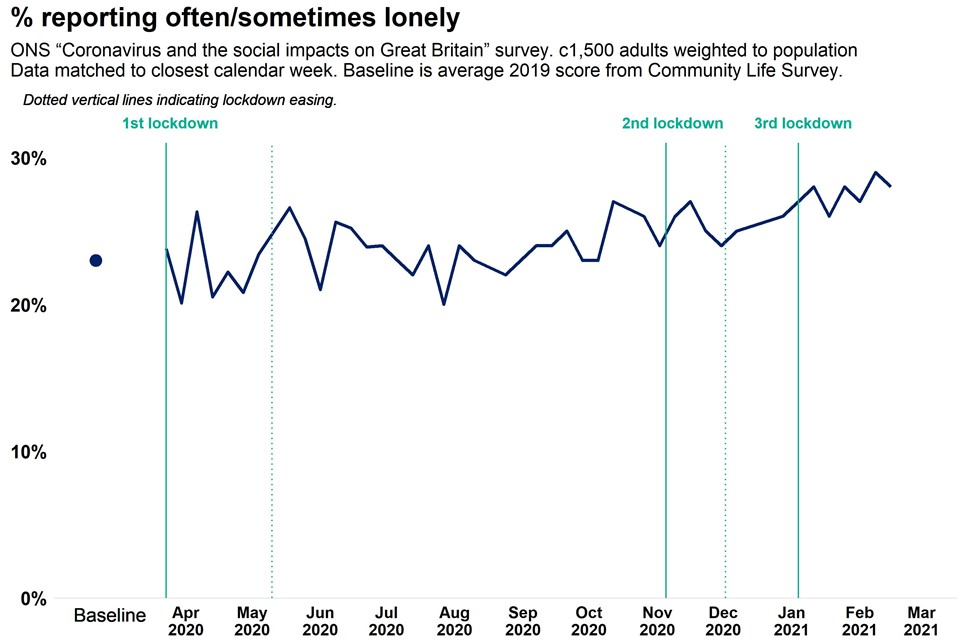 % reporting often/sometimes lonely
ONS “Coronavirus and the social impacts on Great Britain” survey. c1,500 adults weighted to population
Data matched to closest calendar week. Baseline is average 2019 score from Community Life Survey.
Dotted vertical lines indicating lockdown easing.
1st lockdown 2nd lockdown 3rd lockdown
30%
20%
10%
0%
Baseline Apr May Jun Jul Aug Sep Oct Nov Dec Jan Feb Mar
2020 2020 2020 2020 2020 2020 2020 2020 2020 2021 2021 2021